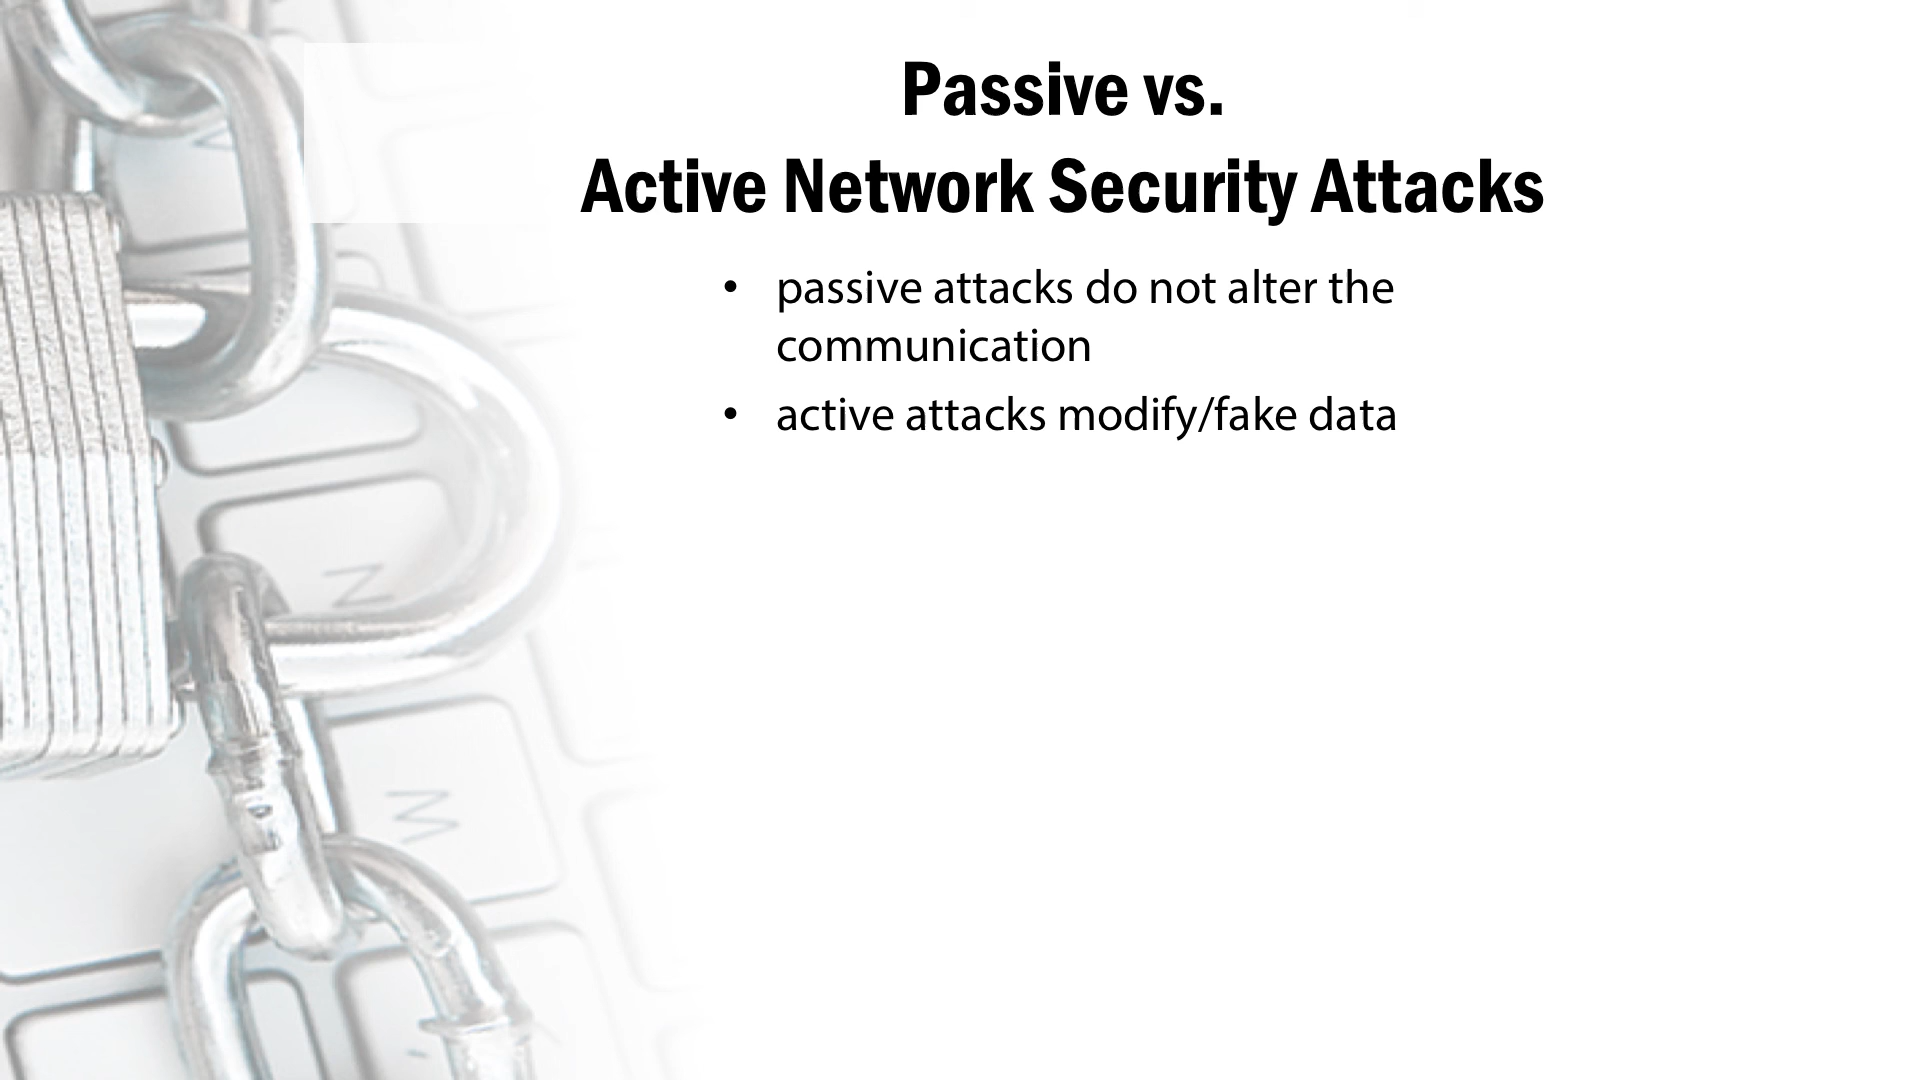 Passive vs.
Active Network Security Attacks
• passive attacks do not alter the
communication
• active attacks modify/fake data
N
M